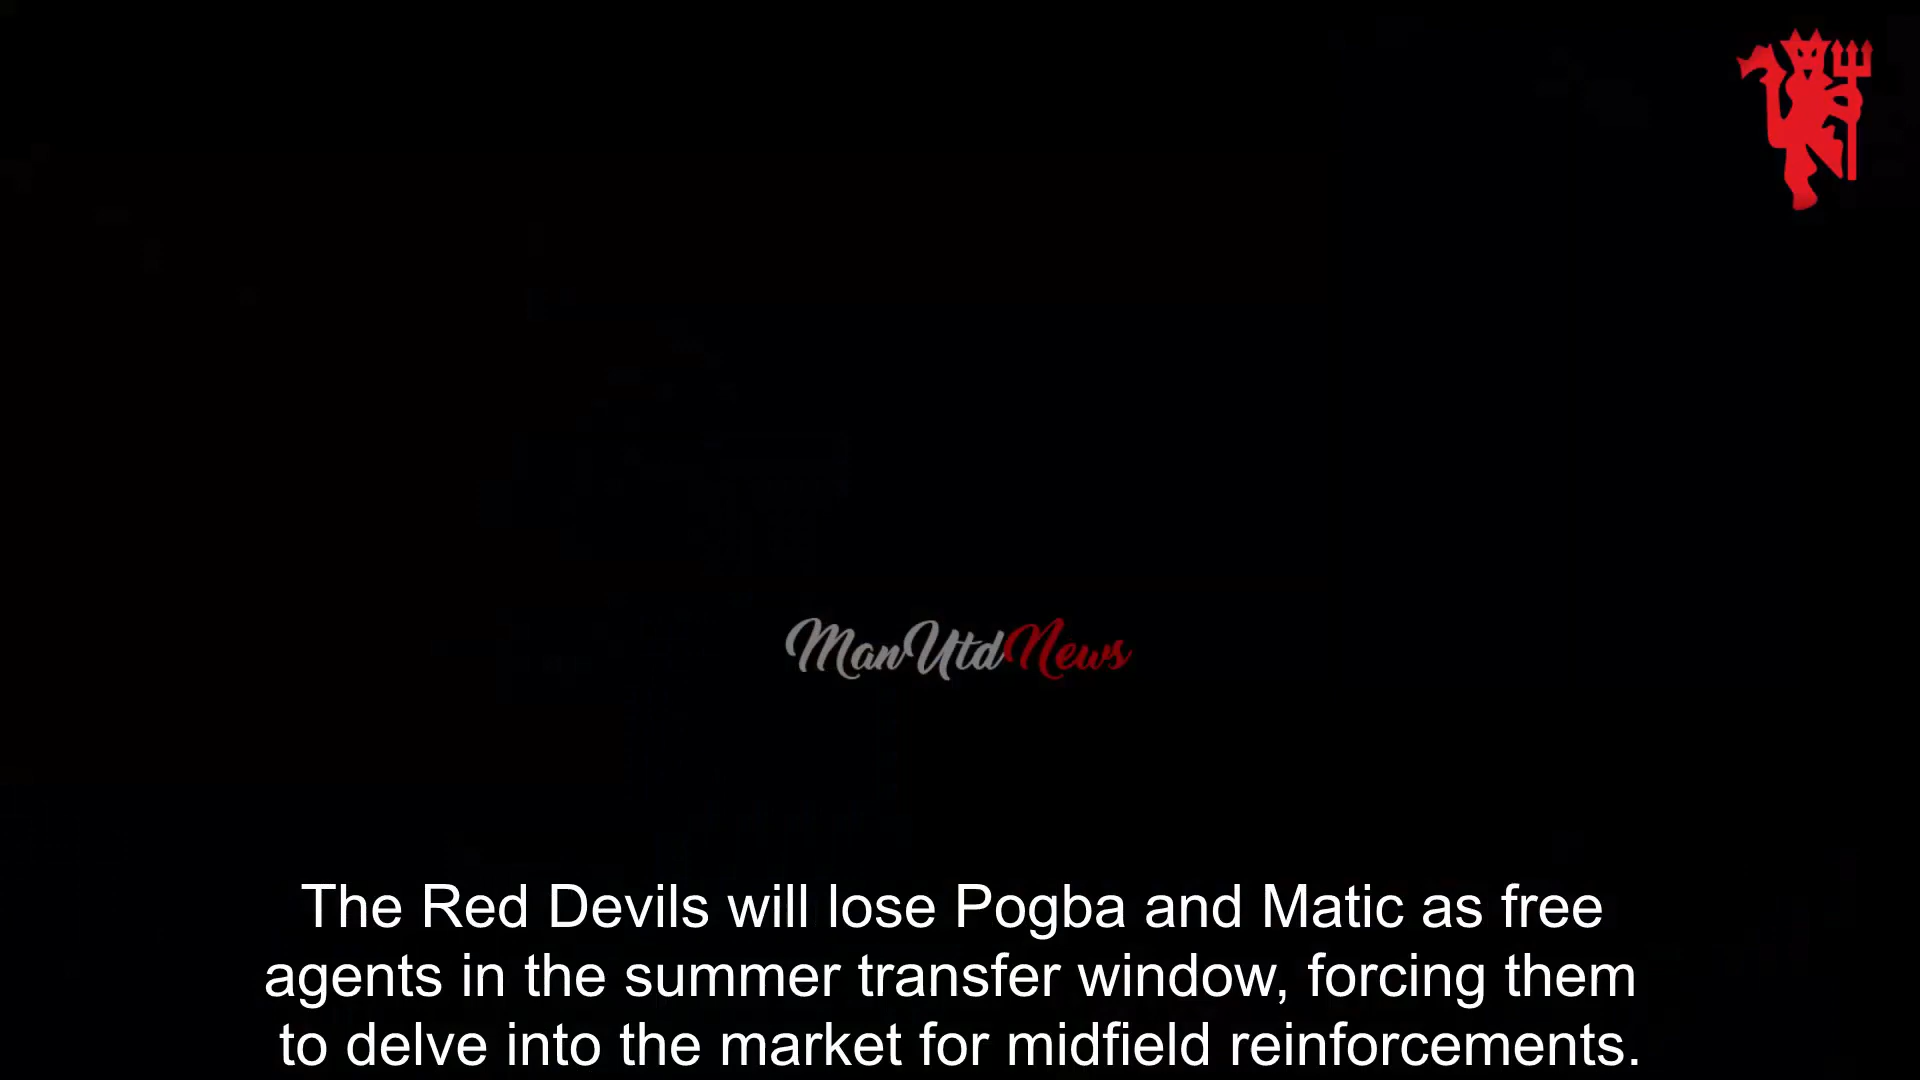 ManUtdNews
The Red Devils will lose Pogba and Matic as free
agents in the summer transfer window, forcing them
to delve into the market for midfield reinforcements.